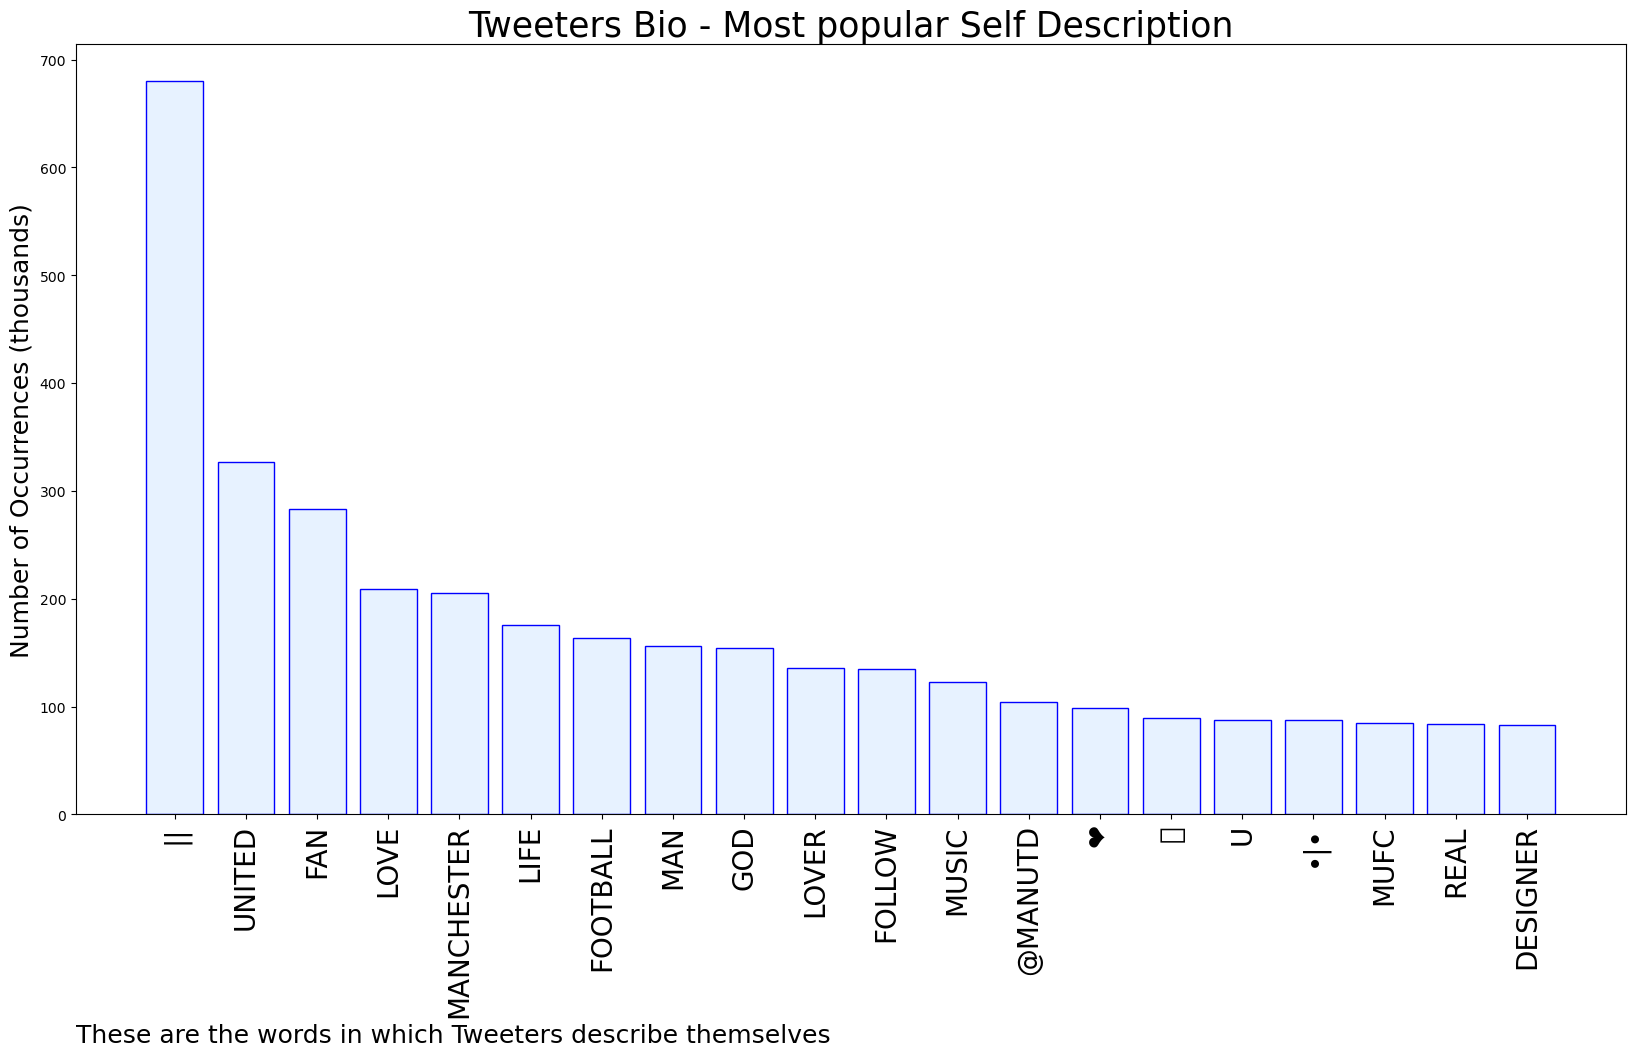 Tweeters Bio - Most popular Self Description
Number of Occurrences (thousands)
700
600
500
400
300
200
100
0
||
UNITED
FAN
LOVE
MANCHESTER
LIFE
FOOTBALL
MAN
GOD
LOVER
FOLLOW
MUSIC
@MANUTD
❤
U
•|•
MUFC
REAL
DESIGNER
These are the words in which Tweeters describe themselves